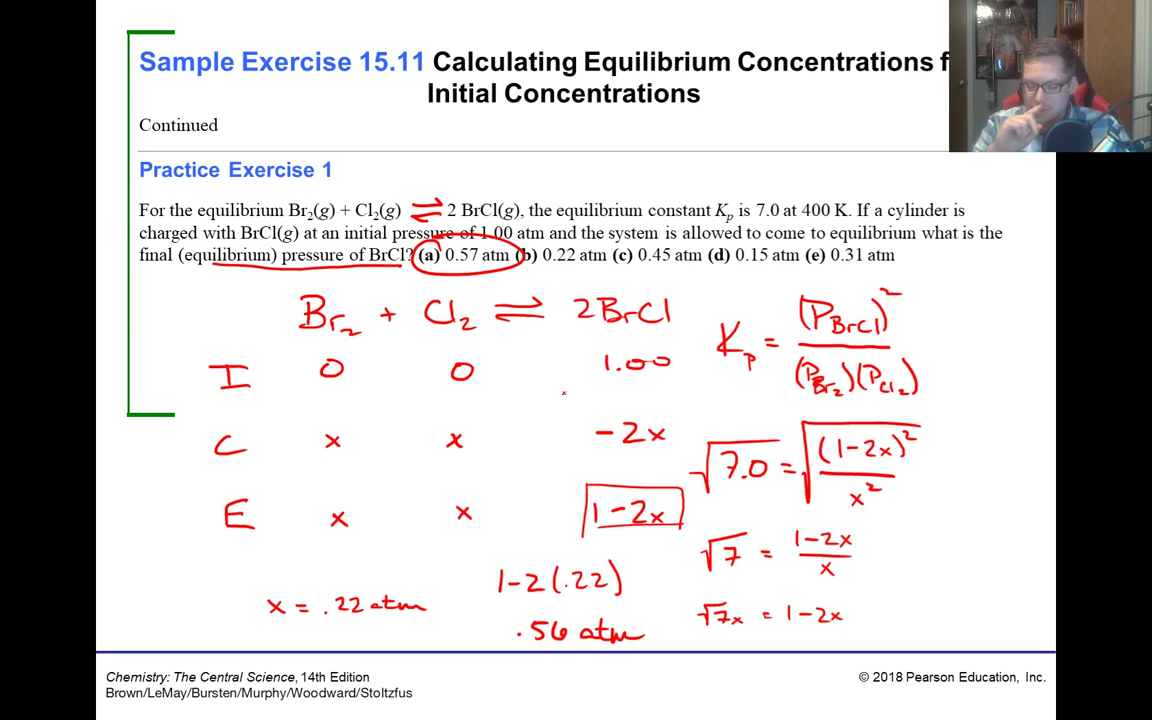 Sample Exercise 15.11 Calculating Equilibrium Concentrations f
Initial Concentrations
Continued
Practice Exercise 1
For the equilibrium Br₂(g) + Cl₂(g) ⇌ 2 BrCl(g), the equilibrium constant Kₚ is 7.0 at 400 K. If a cylinder is
charged with BrCl(g) at an initial pressure of 1.00 atm and the system is allowed to come to equilibrium what is the
final (equilibrium) pressure of BrCl? (a) 0.57 atm (b) 0.22 atm (c) 0.45 atm (d) 0.15 atm (e) 0.31 atm
Br₂ + Cl₂ ⇌ 2BrCl
I 0 0 1.00
C x x -2x
E x x 1-2x
Kₚ = (P_BrCl)² / (P_Br₂)(P_Cl₂)
√7.0 = √((1-2x)² / x²)
√7 = (1-2x) / x
√7x = 1-2x
x = .22 atm
1-2(.22)
.56 atm
Chemistry: The Central Science, 14th Edition
Brown/LeMay/Bursten/Murphy/Woodward/Stoltzfus
© 2018 Pearson Education, Inc.